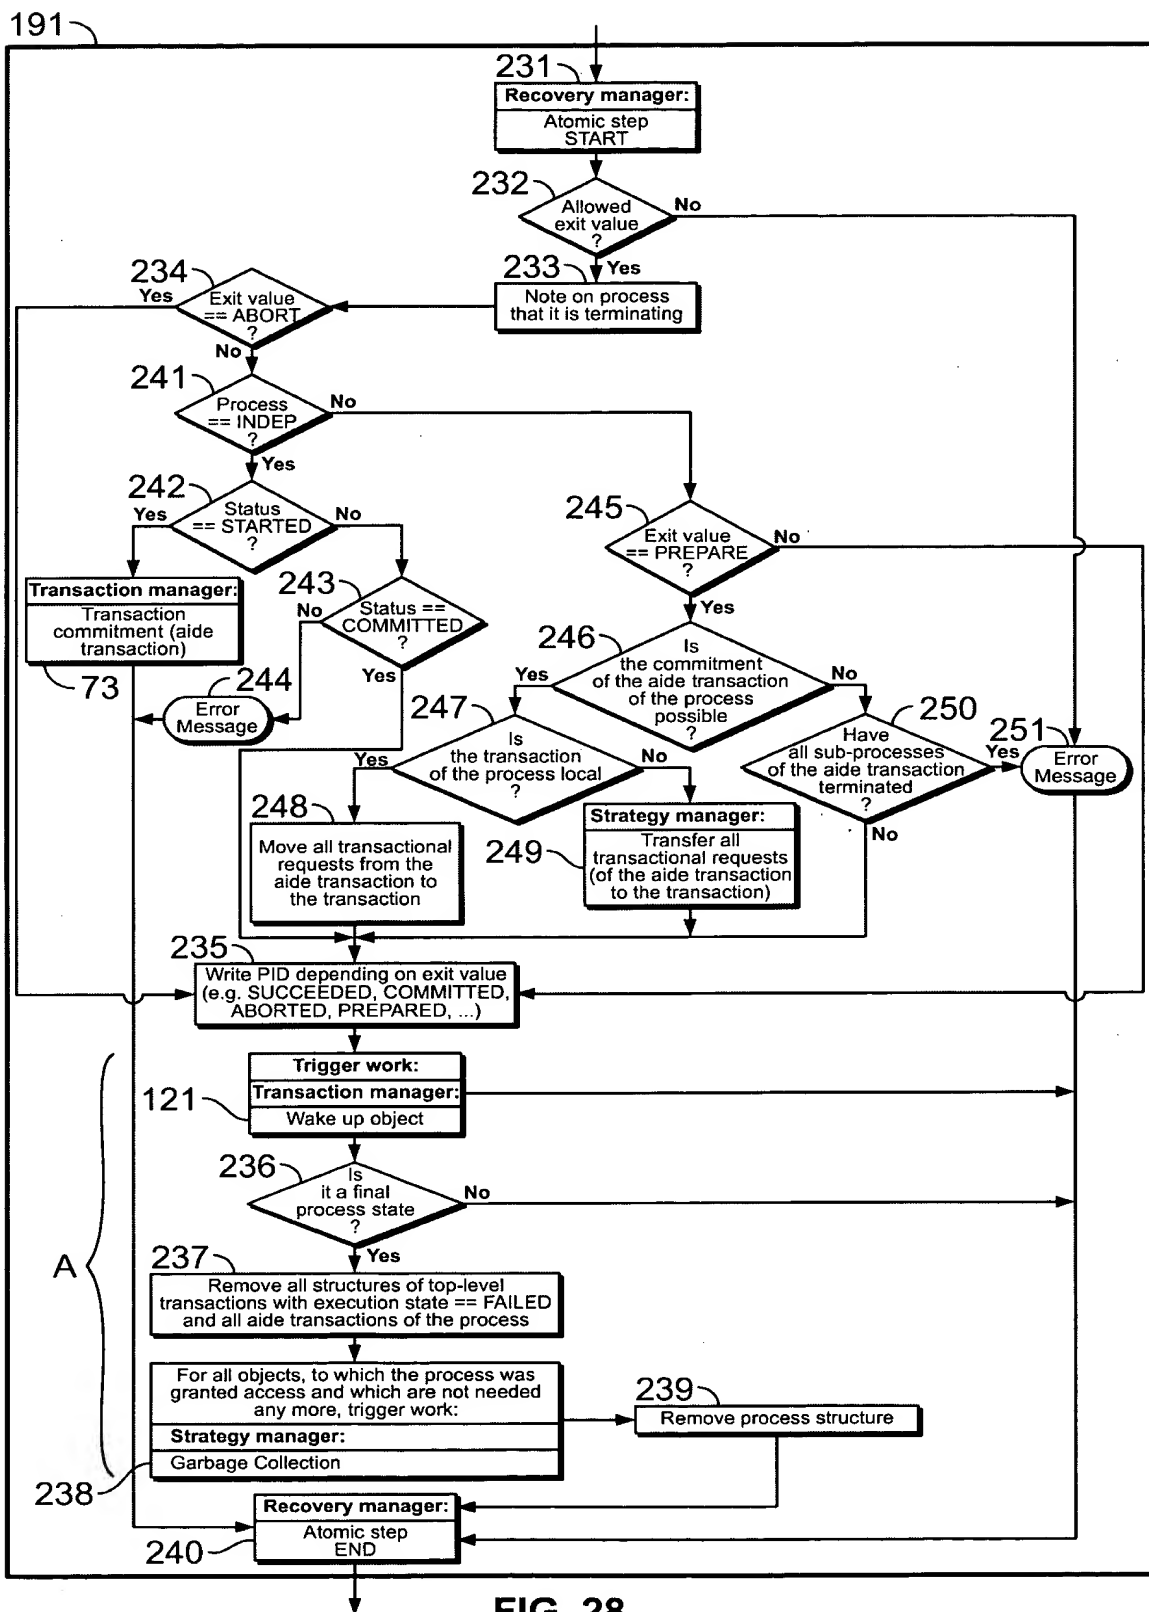 191
231
Recovery manager:
Atomic step
START
232
Allowed
exit value
?
No
Yes
233
Note on process
that it is terminating
234
Yes
Exit value
== ABORT
?
No
241
Process
== INDEP
?
No
Yes
242
Yes
Status
== STARTED
?
No
245
Exit value
== PREPARE
?
No
Yes
Transaction manager:
Transaction
commitment (aide
transaction)
73
243
No
Status ==
COMMITTED
?
Yes
244
Error
Message
246
Yes
Is
the commitment
of the aide transaction
of the process
possible
?
No
247
Yes
Is
the transaction
of the process local
?
No
250
Have
all sub-processes
of the aide transaction
terminated
?
Yes
No
251
Error
Message
248
Move all transactional
requests from the
aide transaction to
the transaction
249
Strategy manager:
Transfer all
transactional requests
(of the aide transaction
to the transaction)
235
Write PID depending on exit value
(e.g. SUCCEEDED, COMMITTED,
ABORTED, PREPARED, ...)
A
121
Trigger work:
Transaction manager:
Wake up object
236
Is
it a final
process state
?
No
Yes
237
Remove all structures of top-level
transactions with execution state == FAILED
and all aide transactions of the process
For all objects, to which the process was
granted access and which are not needed
any more, trigger work:
Strategy manager:
Garbage Collection
238
239
Remove process structure
Recovery manager:
Atomic step
END
240
FIG. 28